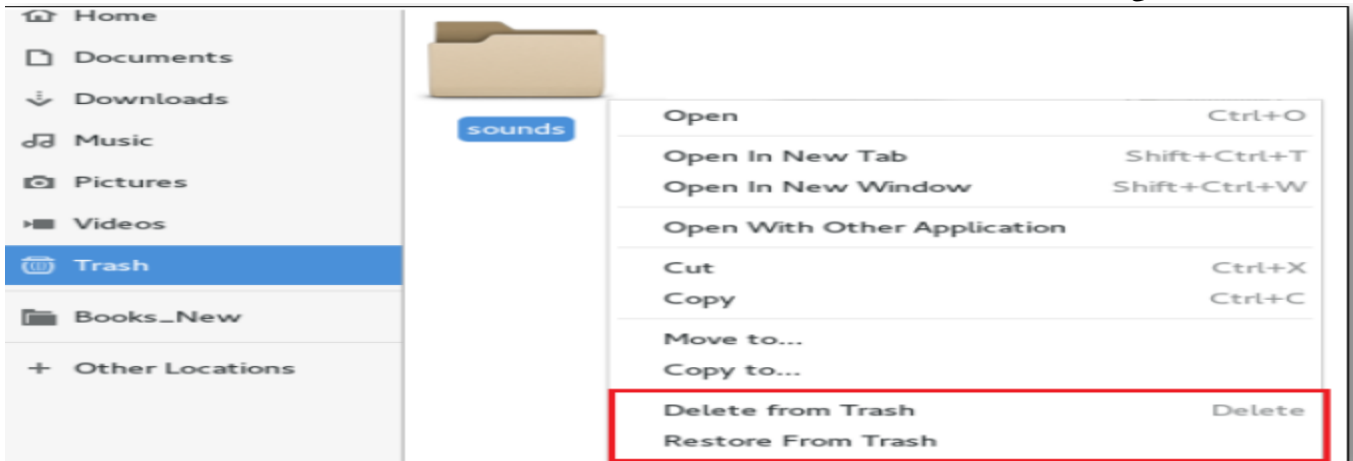 Home
Documents
Downloads
Music
Pictures
Videos
Trash
Books_New
+ Other Locations
sounds
Open Ctrl+O
Open In New Tab Shift+Ctrl+T
Open In New Window Shift+Ctrl+W
Open With Other Application
Cut Ctrl+X
Copy Ctrl+C
Move to...
Copy to...
Delete from Trash Delete
Restore From Trash